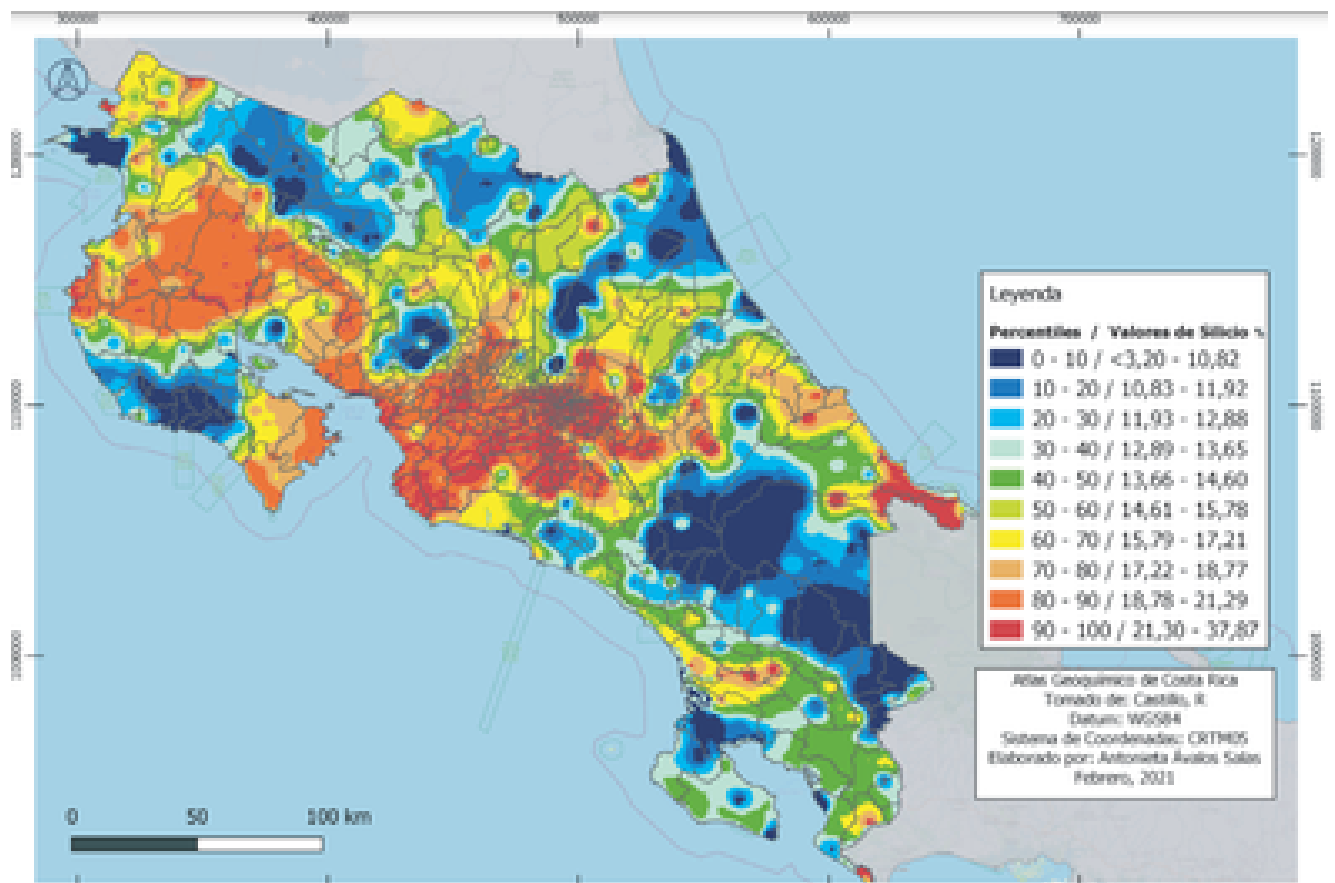 400000
Leyenda
Percentiles / Valores de Silicio %
0 - 10 / <3,20 - 10,82
10 - 20 / 10,83 - 11,92
20 - 30 / 11,93 - 12,88
30 - 40 / 12,89 - 13,65
40 - 50 / 13,66 - 14,60
50 - 60 / 14,61 - 15,78
60 - 70 / 15,79 - 17,21
70 - 80 / 17,22 - 18,77
80 - 90 / 18,78 - 21,29
90 - 100 / 21,30 - 37,87
Atlas Geoquímico de Costa Rica
Tomado de: Castillo, R
Datum: WGS84
Sistema de Coordenadas: CRTM05
Elaborado por: Antonieta Ávalos Salas
Febrero, 2021
0 50 100 km